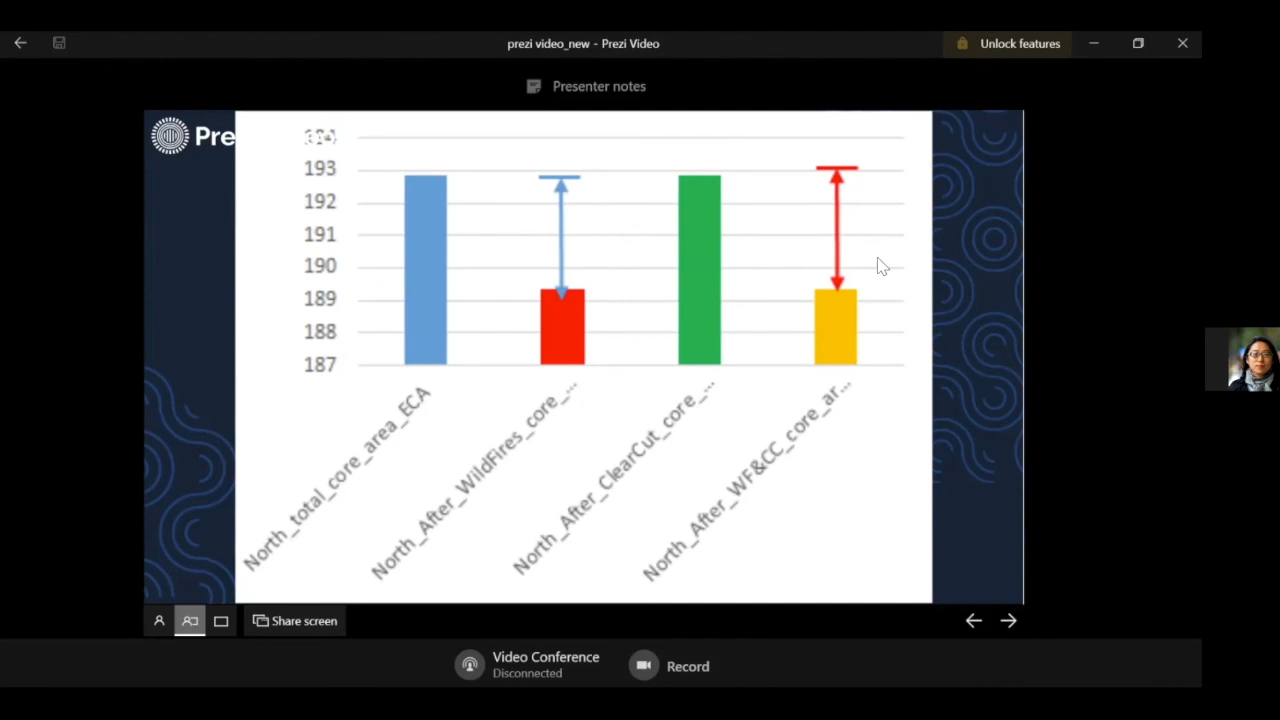 prezi video_new - Prezi Video
Unlock features
Presenter notes
Pre
194
193
192
191
190
189
188
187
North_total_core_area_ECA
North_After_WildFires_core_...
North_After_ClearCut_core_...
North_After_WF&CC_core_ar...
Share screen
Video Conference
Disconnected
Record